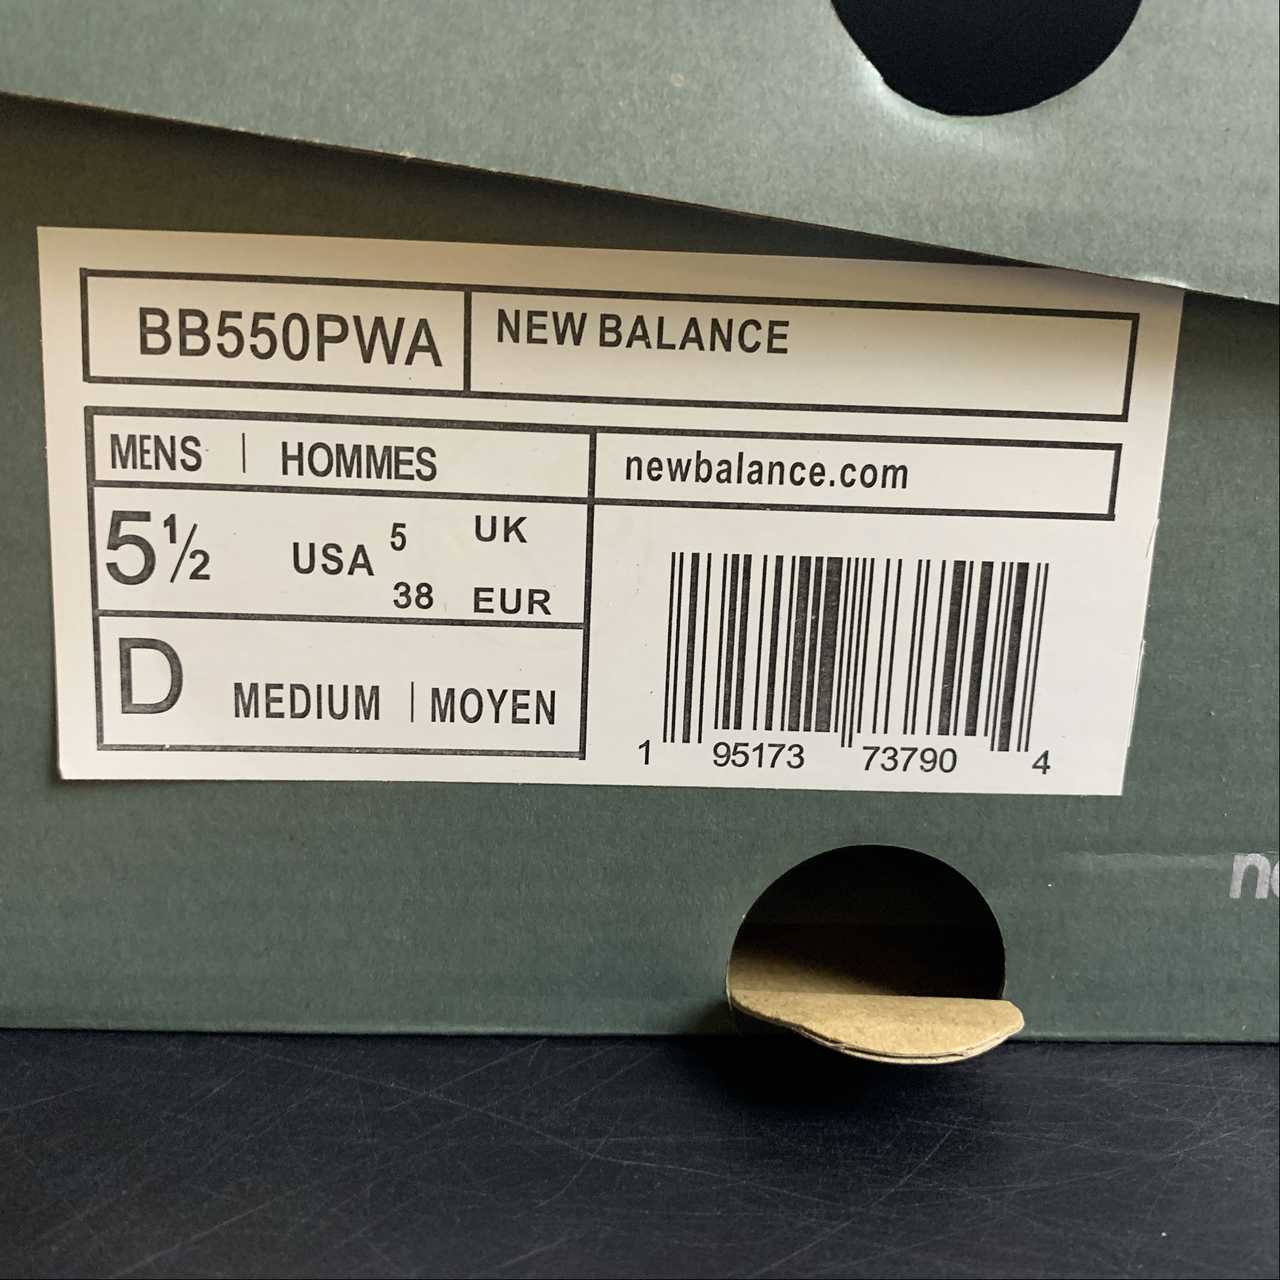 BB550PWA
NEW BALANCE
MENS | HOMMES
newbalance.com
5½ USA 5 UK
38 EUR
D MEDIUM | MOYEN
1 95173 73790 4